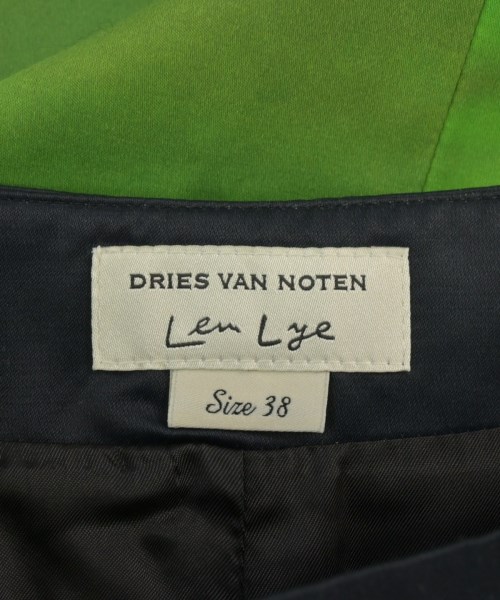 DRIES VAN NOTEN
Len Lye
Size 38